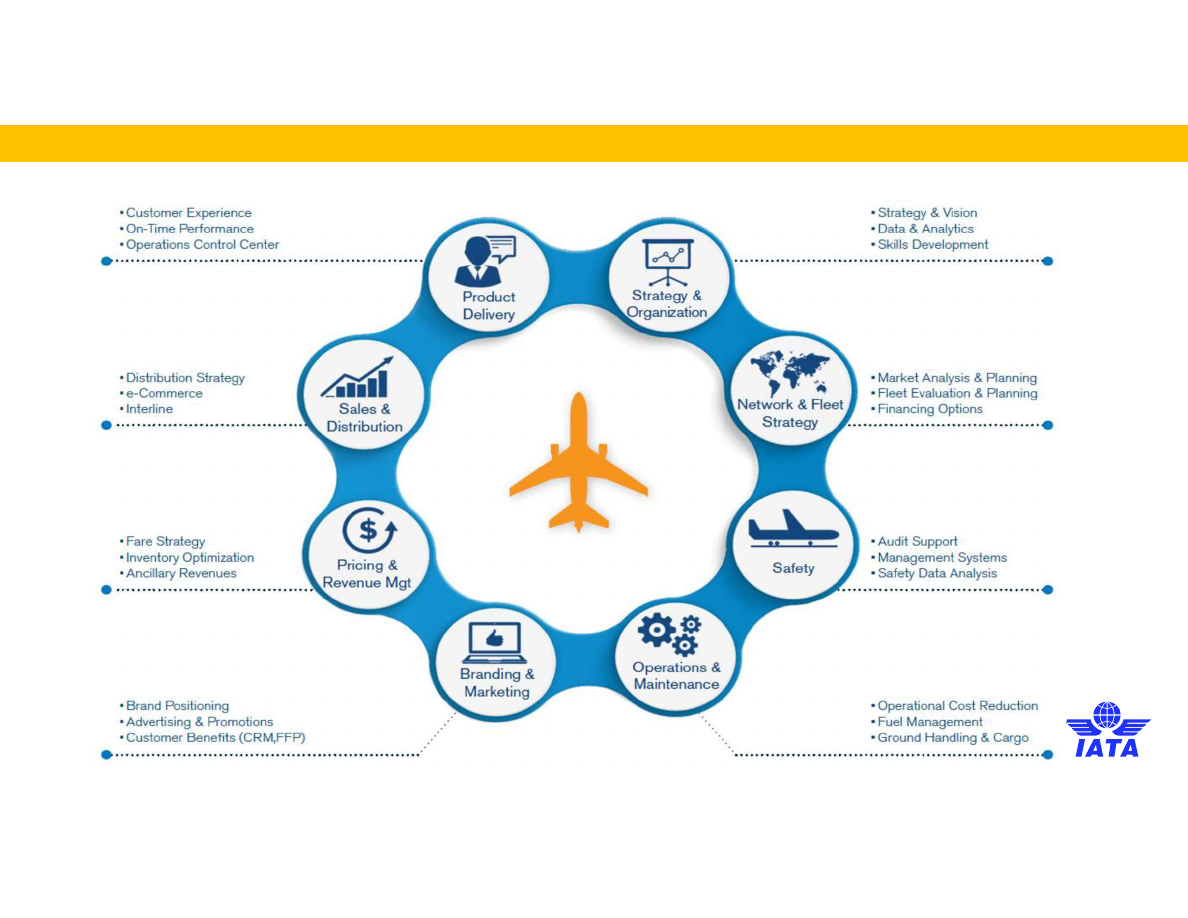 ▪ Customer Experience
▪ On-Time Performance
▪ Operations Control Center
Product
Delivery
Strategy &
Organization
▪ Strategy & Vision
▪ Data & Analytics
▪ Skills Development
▪ Distribution Strategy
▪ e-Commerce
▪ Interline
Sales &
Distribution
Network & Fleet
Strategy
▪ Market Analysis & Planning
▪ Fleet Evaluation & Planning
▪ Financing Options
▪ Fare Strategy
▪ Inventory Optimization
▪ Ancillary Revenues
$
Pricing &
Revenue Mgt
Safety
▪ Audit Support
▪ Management Systems
▪ Safety Data Analysis
▪ Brand Positioning
▪ Advertising & Promotions
▪ Customer Benefits (CRM,FFP)
Branding &
Marketing
Operations &
Maintenance
▪ Operational Cost Reduction
▪ Fuel Management
▪ Ground Handling & Cargo
IATA